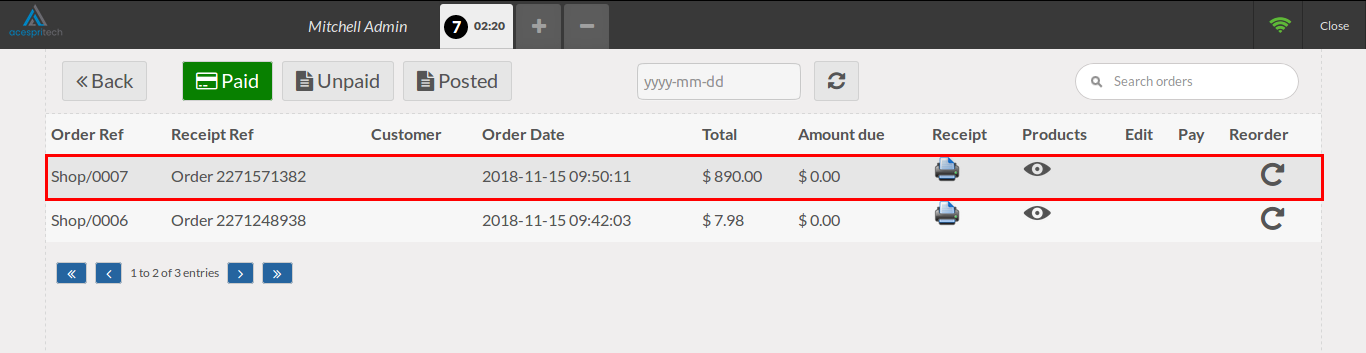 acespritech Mitchell Admin 7 02:20 Close
Back Paid Unpaid Posted yyyy-mm-dd Search orders
Order Ref Receipt Ref Customer Order Date Total Amount due Receipt Products Edit Pay Reorder
Shop/0007 Order 2271571382 2018-11-15 09:50:11 $ 890.00 $ 0.00
Shop/0006 Order 2271248938 2018-11-15 09:42:03 $ 7.98 $ 0.00
1 to 2 of 3 entries